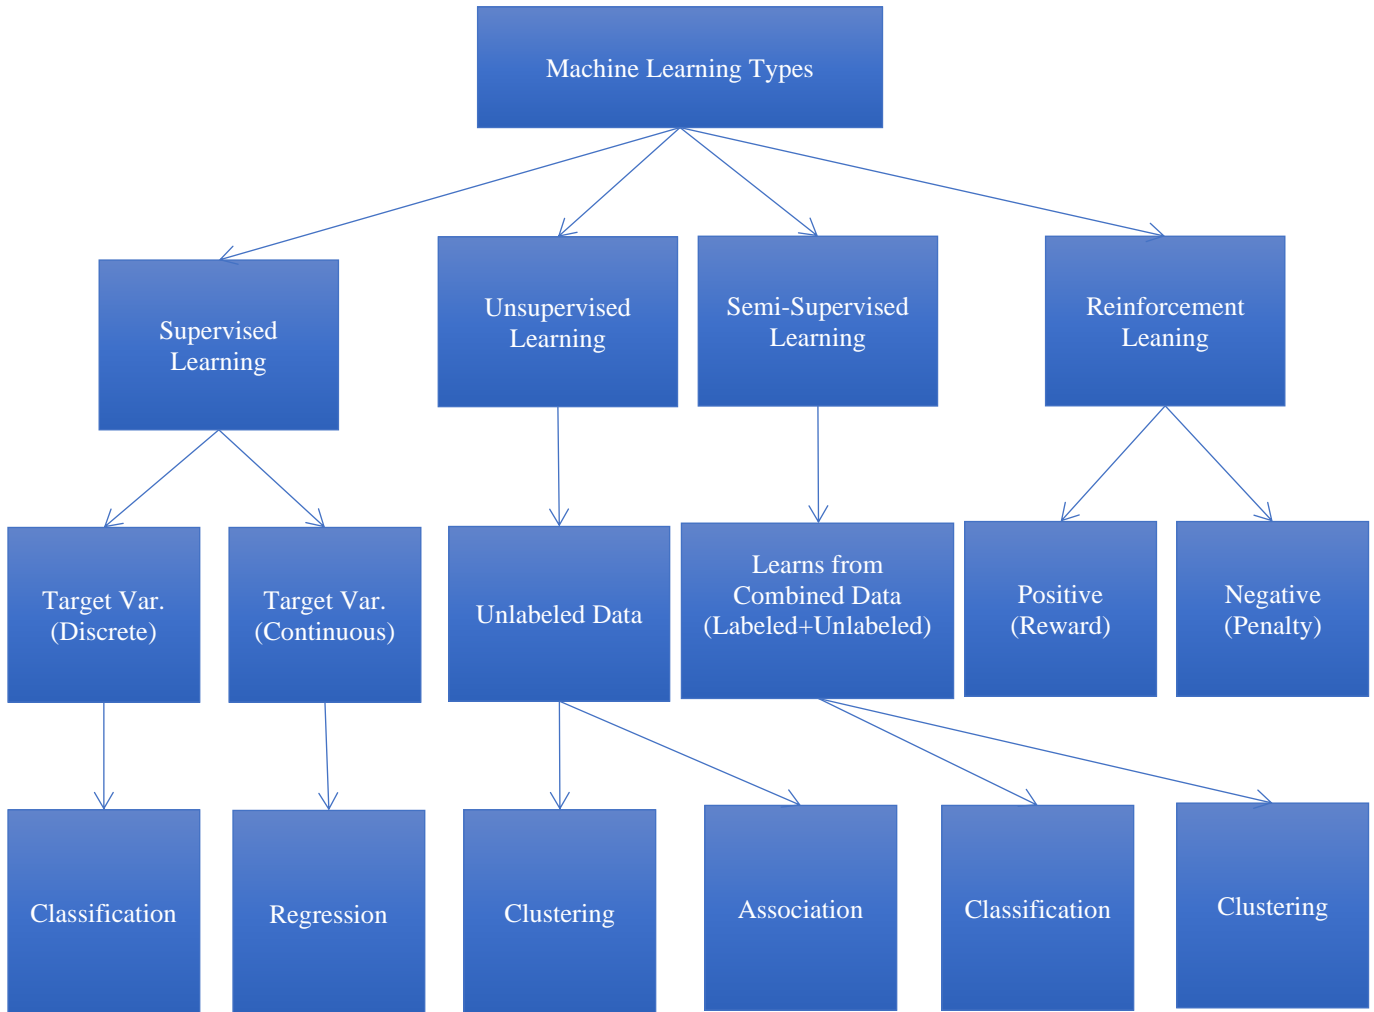 Machine Learning Types
Supervised
Learning
Unsupervised
Learning
Semi-Supervised
Learning
Reinforcement
Leaning
Target Var.
(Discrete)
Target Var.
(Continuous)
Unlabeled Data
Learns from
Combined Data
(Labeled+Unlabeled)
Positive
(Reward)
Negative
(Penalty)
Classification
Regression
Clustering
Association
Classification
Clustering